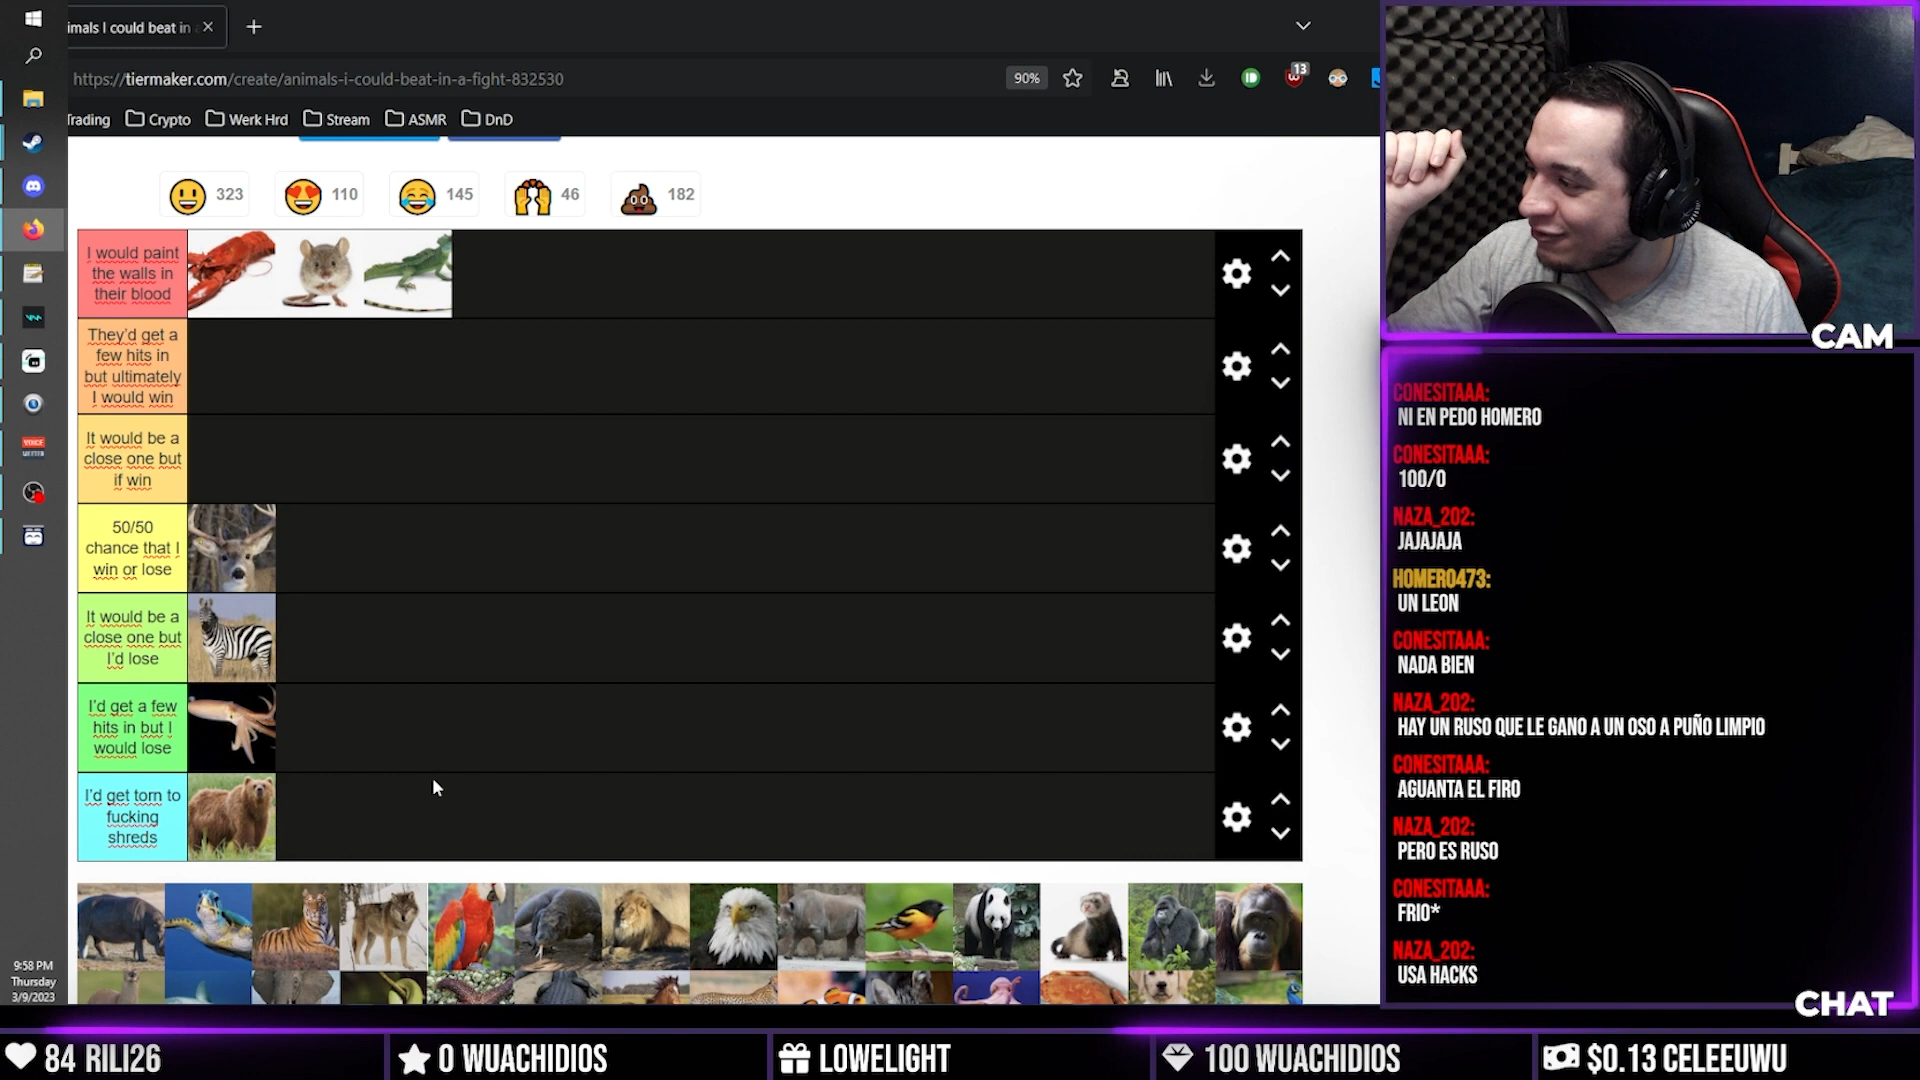 imals I could beat in
https://tiermaker.com/create/animals-i-could-beat-in-a-fight-832530
90%
13
Trading
Crypto
Werk Hrd
Stream
ASMR
DnD
323
110
145
46
182
I would paint
the walls in
their blood
They'd get a
few hits in
but ultimately
I would win
It would be a
close one but
if win
50/50
chance that I
win or lose
It would be a
close one but
I'd lose
I'd get a few
hits in but I
would lose
I'd get torn to
fucking
shreds
9:58 PM
Thursday
3/9/2023
CAM
CONESITAAA:
NI EN PEDO HOMERO
CONESITAAA:
100/0
NAZA_202:
JAJAJAJA
HOMERO473:
UN LEON
CONESITAAA:
NADA BIEN
NAZA_202:
HAY UN RUSO QUE LE GANO A UN OSO A PUÑO LIMPIO
CONESITAAA:
AGUANTA EL FIRO
NAZA_202:
PERO ES RUSO
CONESITAAA:
FRIO*
NAZA_202:
USA HACKS
CHAT
84 RILI26
0 WUACHIDIOS
LOWELIGHT
100 WUACHIDIOS
$0.13 CELEEUWU